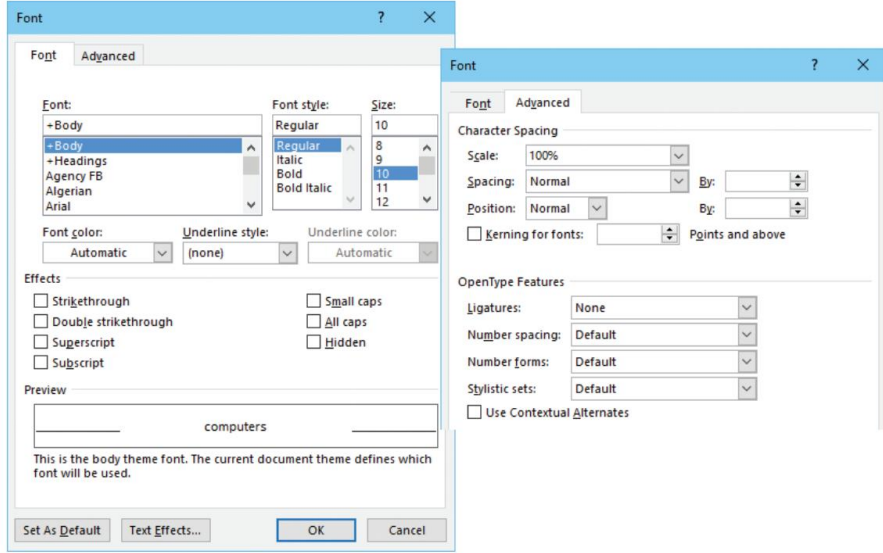 Font ? ×
Font Advanced
Font: Font style: Size:
+Body Regular 10
+Body Regular 8
+Headings Italic 9
Agency FB Bold 10
Algerian Bold Italic 11
Arial 12
Font color: Underline style: Underline color:
Automatic (none) Automatic
Effects
Strikethrough Small caps
Double strikethrough All caps
Superscript Hidden
Subscript
Preview
computers
This is the body theme font. The current document theme defines which
font will be used.
Set As Default Text Effects... OK Cancel
Font ? ×
Font Advanced
Character Spacing
Scale: 100%
Spacing: Normal By:
Position: Normal By:
Kerning for fonts: Points and above
OpenType Features
Ligatures: None
Number spacing: Default
Number forms: Default
Stylistic sets: Default
Use Contextual Alternates